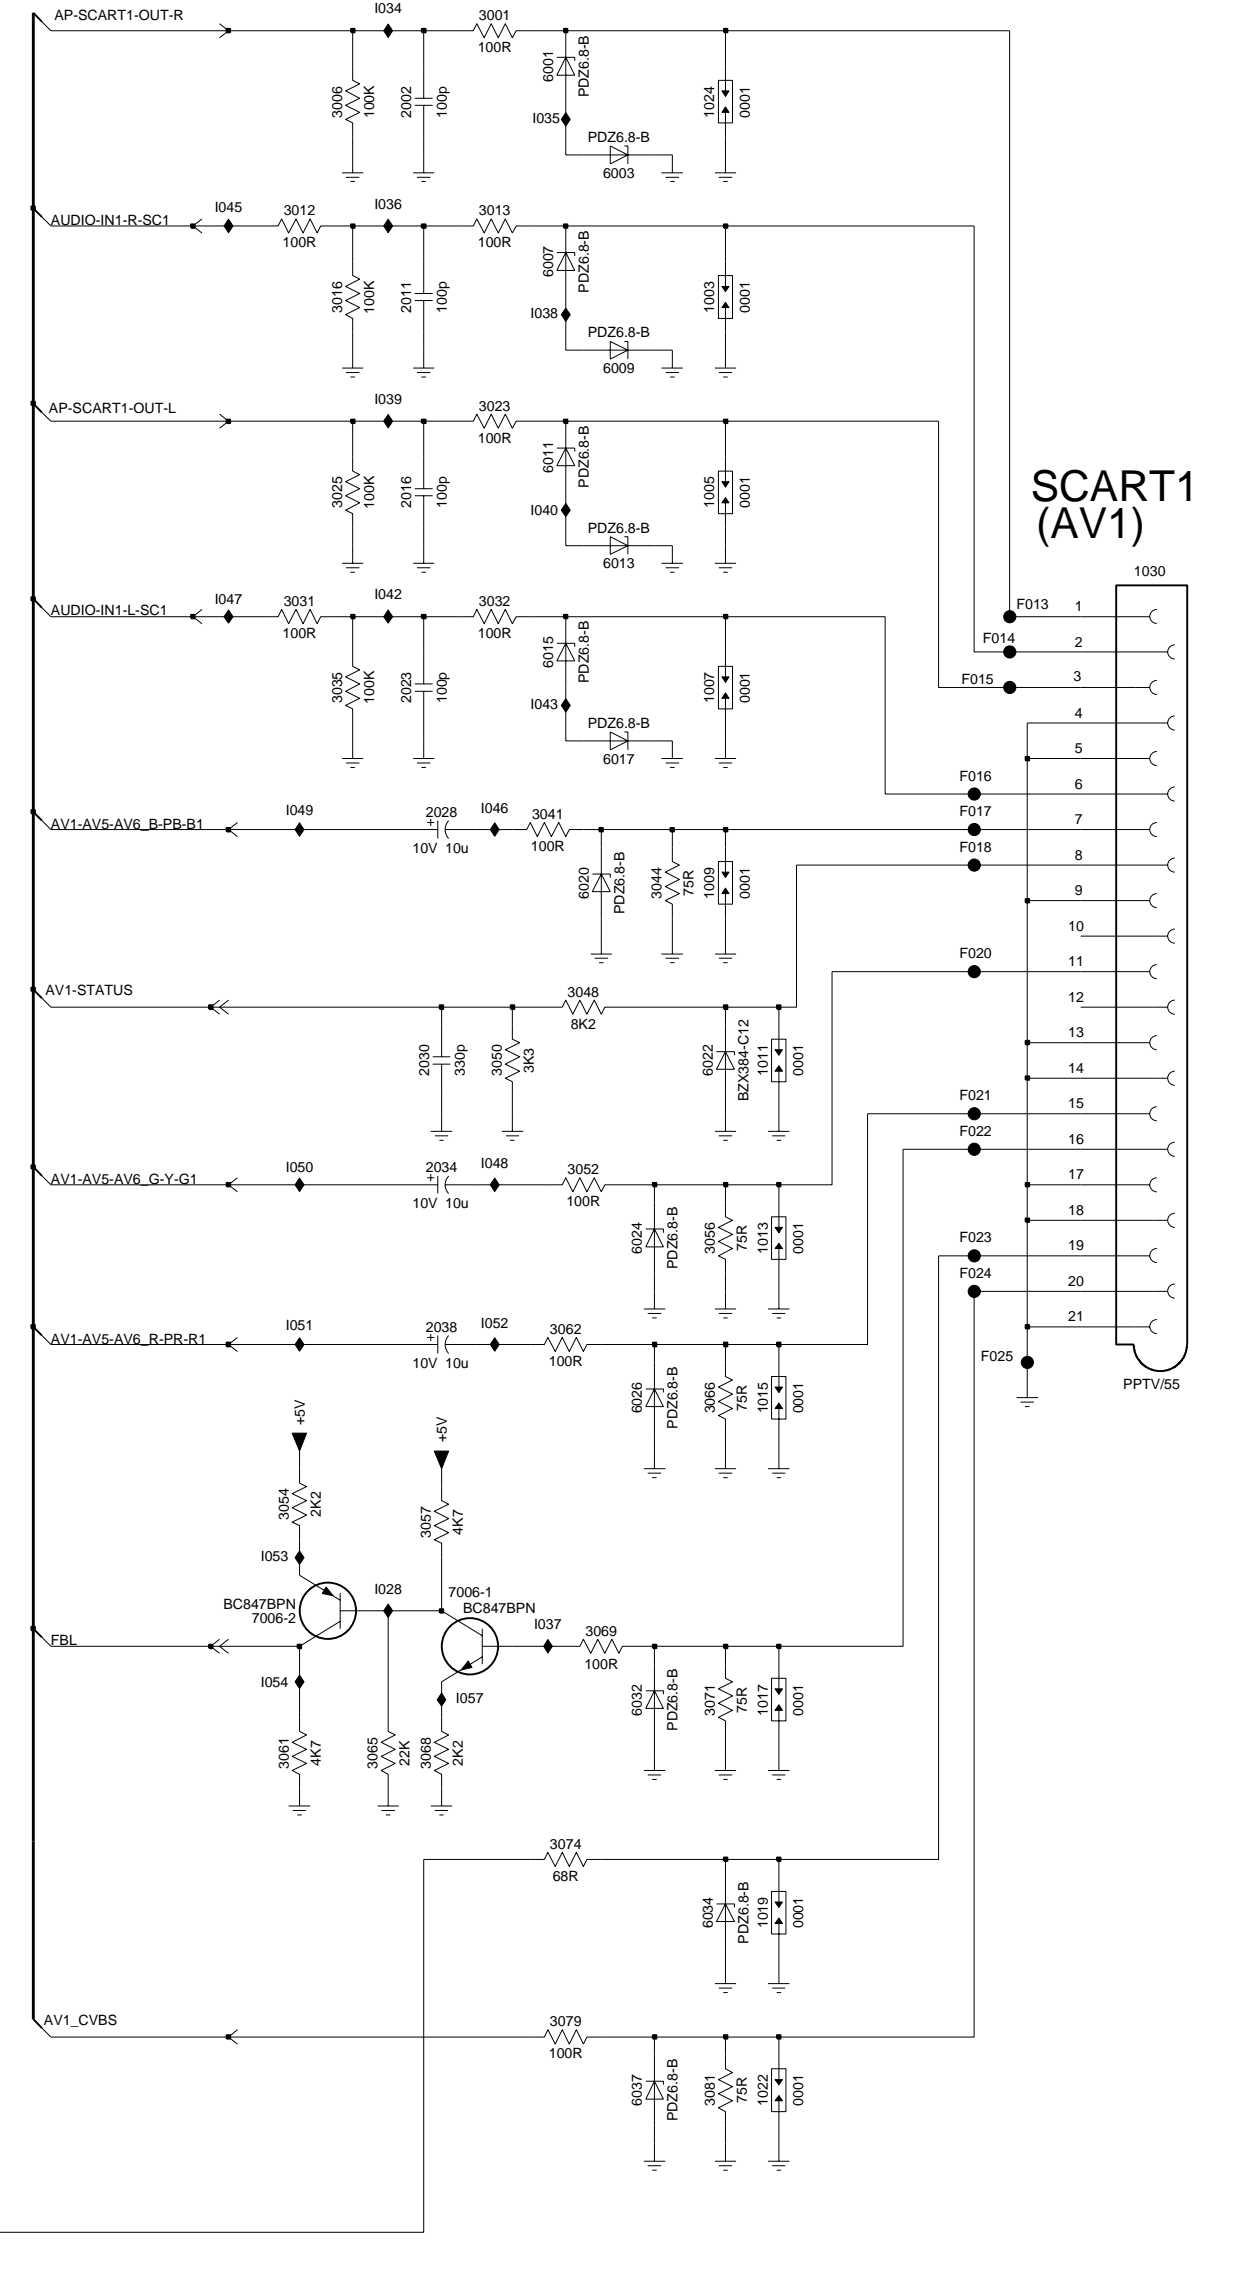 AP-SCART1-OUT-R
I034
3001
100R
6001
PDZ6.8-B
3006
100K
2002
100p
I035
PDZ6.8-B
6003
1024
0001
AUDIO-IN1-R-SC1
I045
3012
100R
I036
3013
100R
6007
PDZ6.8-B
3016
100K
2011
100p
I038
PDZ6.8-B
6009
1003
0001
AP-SCART1-OUT-L
I039
3023
100R
6011
PDZ6.8-B
3025
100K
2016
100p
I040
PDZ6.8-B
6013
1005
0001
SCART1
(AV1)
1030
AUDIO-IN1-L-SC1
I047
3031
100R
I042
3032
100R
6015
PDZ6.8-B
3035
100K
2023
100p
I043
PDZ6.8-B
6017
1007
0001
F013
1
F014
2
F015
3
4
5
F016
6
F017
7
F018
8
9
10
F020
11
12
13
14
F021
15
F022
16
17
18
F023
19
F024
20
21
F025
PPTV/55
AV1-AV5-AV6_B-PB-B1
I049
2028
+
10V 10u
I046
3041
100R
6020
PDZ6.8-B
3044
75R
1009
0001
AV1-STATUS
3048
8K2
2030
330p
3050
3K3
6022
BZX384-C12
1011
0001
AV1-AV5-AV6_G-Y-G1
I050
2034
+
10V 10u
I048
3052
100R
6024
PDZ6.8-B
3056
75R
1013
0001
AV1-AV5-AV6_R-PR-R1
I051
2038
+
10V 10u
I052
3062
100R
6026
PDZ6.8-B
3066
75R
1015
0001
+5V
+5V
3054
2K2
3057
4K7
I053
BC847BPN
7006-2
I028
7006-1
BC847BPN
I037
3069
100R
FBL
I054
I057
6032
PDZ6.8-B
3071
75R
1017
0001
3061
4K7
3065
22K
3068
2K2
3074
68R
6034
PDZ6.8-B
1019
0001
AV1_CVBS
3079
100R
6037
PDZ6.8-B
3081
75R
1022
0001